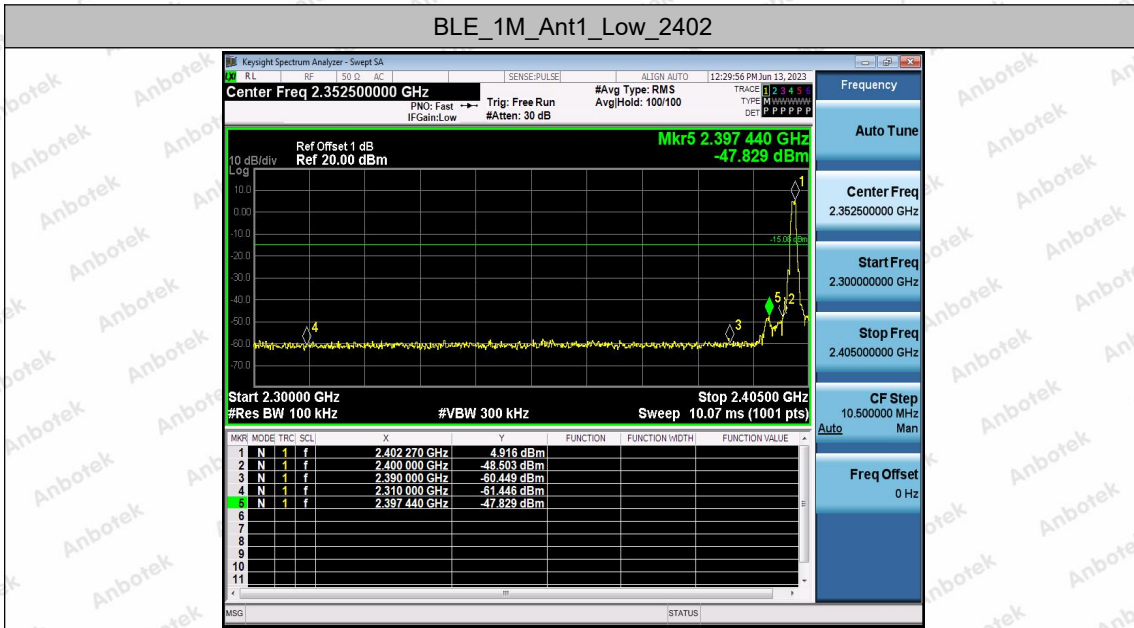 BLE_1M_Ant1_Low_2402
Keysight Spectrum Analyzer - Swept SA
LXI RL RF 50 Ω AC SENSE:PULSE ALIGN AUTO 12:29:56 PM Jun 13, 2023
Center Freq 2.352500000 GHz
PNO: Fast
IFGain:Low
Trig: Free Run
#Atten: 30 dB
#Avg Type: RMS
Avg|Hold: 100/100
TRACE 1 2 3 4 5 6
TYPE M W W W W W
DET P P P P P P
Ref Offset 1 dB
10 dB/div Ref 20.00 dBm
Log
Mkr5 2.397 440 GHz
-47.829 dBm
10.0
0.00
-10.0
-20.0
-30.0
-40.0
-50.0
-60.0
-70.0
1
-15.08 dBm
5 2
4
3
Start 2.30000 GHz Stop 2.40500 GHz
#Res BW 100 kHz #VBW 300 kHz Sweep 10.07 ms (1001 pts)
MKR MODE TRC SCL X Y FUNCTION FUNCTION WIDTH FUNCTION VALUE
1 N 1 f 2.402 270 GHz 4.916 dBm
2 N 1 f 2.400 000 GHz -48.503 dBm
3 N 1 f 2.390 000 GHz -60.449 dBm
4 N 1 f 2.310 000 GHz -61.446 dBm
5 N 1 f 2.397 440 GHz -47.829 dBm
6
7
8
9
10
11
MSG STATUS
Frequency
Auto Tune
Center Freq
2.352500000 GHz
Start Freq
2.300000000 GHz
Stop Freq
2.405000000 GHz
CF Step
10.500000 MHz
Auto Man
Freq Offset
0 Hz
Anbotek